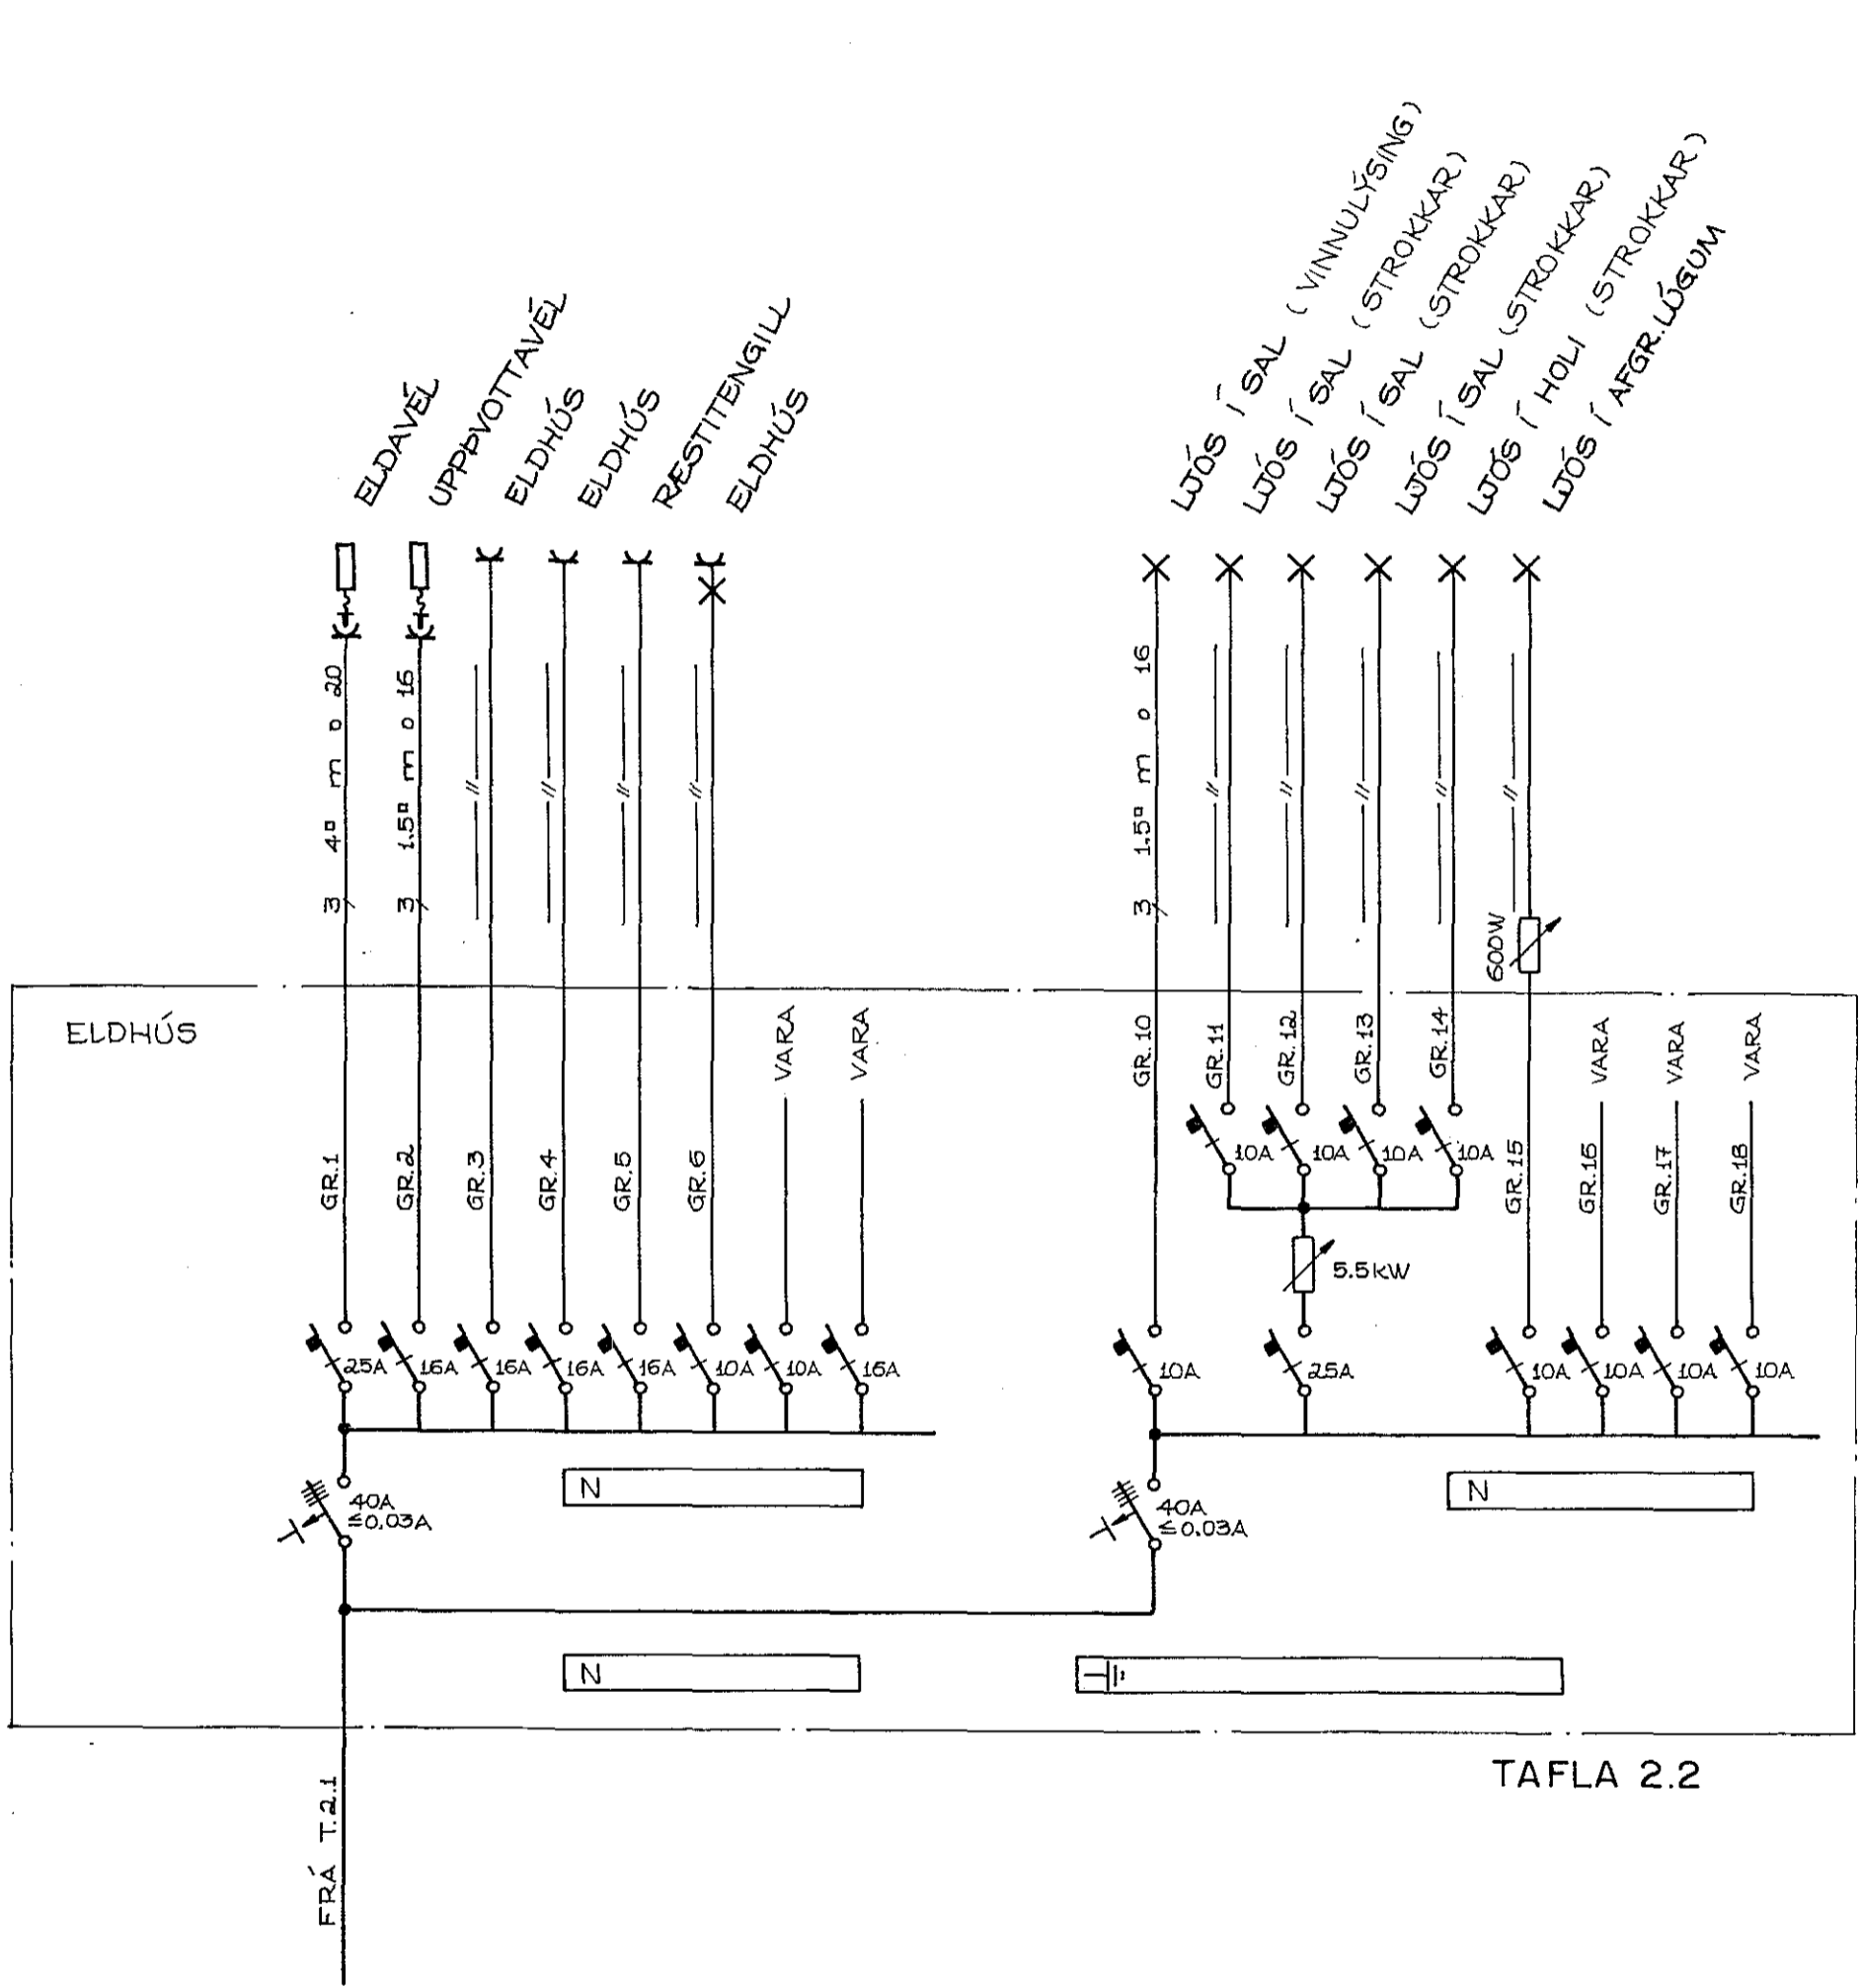 ELDAVÉL
UPPÞVOTTAVÉL
ELDHÚS
ELDHÚS
RÆSTITENGILL
ELDHÚS
LJÓS Í SAL (VINNULÝSING)
LJÓS Í SAL (STROKKAR)
LJÓS Í SAL (STROKKAR)
LJÓS Í SAL (STROKKAR)
LJÓS Í HOLI (STROKKAR)
LJÓS Í AFGR. LÚGUM
3 4▫ m o 20
3 1.5▫ m o 16
//
//
//
//
3 1.5▫ m o 16
//
//
//
//
//
600W
ELDHÚS
GR.1
GR.2
GR.3
GR.4
GR.5
GR.6
VARA
VARA
GR.10
GR.11
GR.12
GR.13
GR.14
GR.15
GR.16 VARA
GR.17 VARA
GR.18 VARA
10A
10A
10A
10A
5.5kW
25A
16A
16A
16A
16A
10A
10A
16A
10A
25A
10A
10A
10A
10A
N
N
40A
≤0,03A
40A
≤0.03A
N
TAFLA 2.2
FRÁ T.2.1